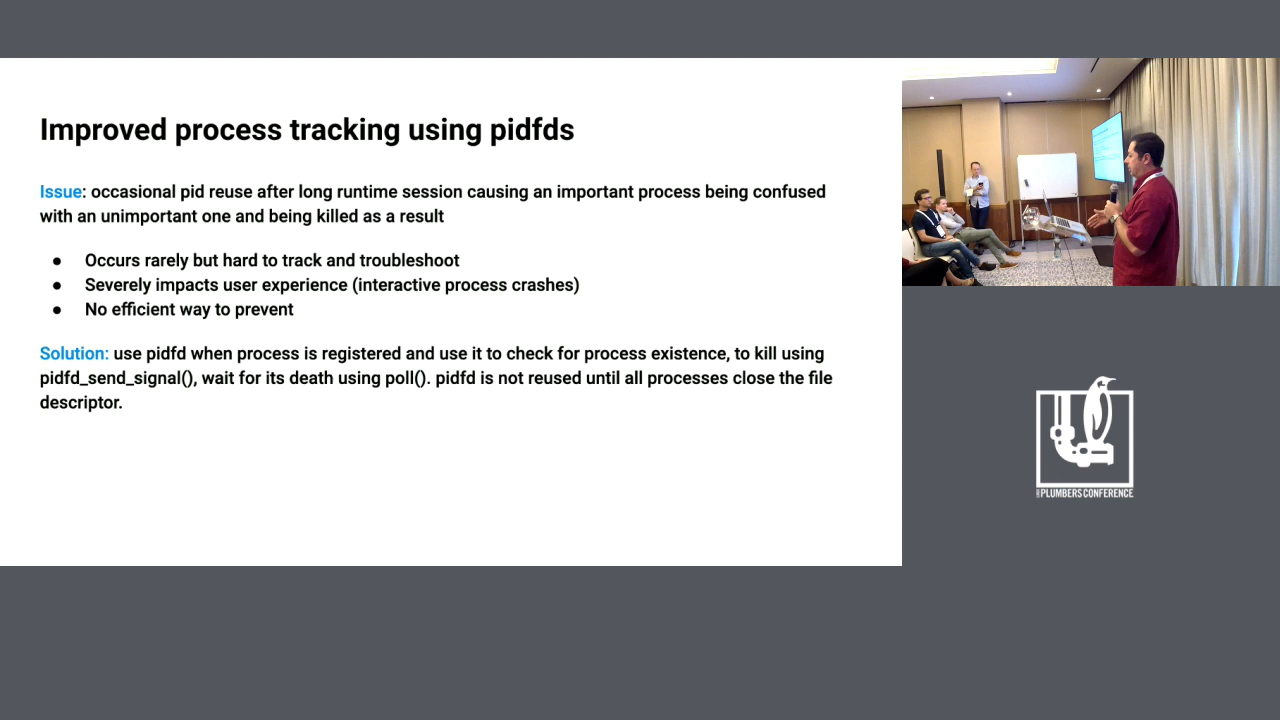 Improved process tracking using pidfds
Issue: occasional pid reuse after long runtime session causing an important process being confused
with an unimportant one and being killed as a result
● Occurs rarely but hard to track and troubleshoot
● Severely impacts user experience (interactive process crashes)
● No efficient way to prevent
Solution: use pidfd when process is registered and use it to check for process existence, to kill using
pidfd_send_signal(), wait for its death using poll(). pidfd is not reused until all processes close the file
descriptor.
PLUMBERS CONFERENCE